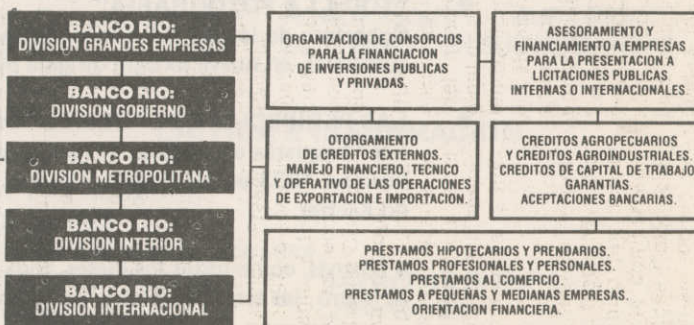 BANCO RIO:
DIVISION GRANDES EMPRESAS
BANCO RIO:
DIVISION GOBIERNO
BANCO RIO:
DIVISION METROPOLITANA
BANCO RIO:
DIVISION INTERIOR
BANCO RIO:
DIVISION INTERNACIONAL
ORGANIZACION DE CONSORCIOS
PARA LA FINANCIACION
DE INVERSIONES PUBLICAS
Y PRIVADAS.
ASESORAMIENTO Y
FINANCIAMIENTO A EMPRESAS
PARA LA PRESENTACION A
LICITACIONES PUBLICAS
INTERNAS O INTERNACIONALES.
OTORGAMIENTO
DE CREDITOS EXTERNOS.
MANEJO FINANCIERO, TECNICO
Y OPERATIVO DE LAS OPERACIONES
DE EXPORTACION E IMPORTACION.
CREDITOS AGROPECUARIOS
Y CREDITOS AGROINDUSTRIALES.
CREDITOS DE CAPITAL DE TRABAJO
GARANTIAS.
ACEPTACIONES BANCARIAS.
PRESTAMOS HIPOTECARIOS Y PRENDARIOS.
PRESTAMOS PROFESIONALES Y PERSONALES.
PRESTAMOS AL COMERCIO.
PRESTAMOS A PEQUEÑAS Y MEDIANAS EMPRESAS.
ORIENTACION FINANCIERA.